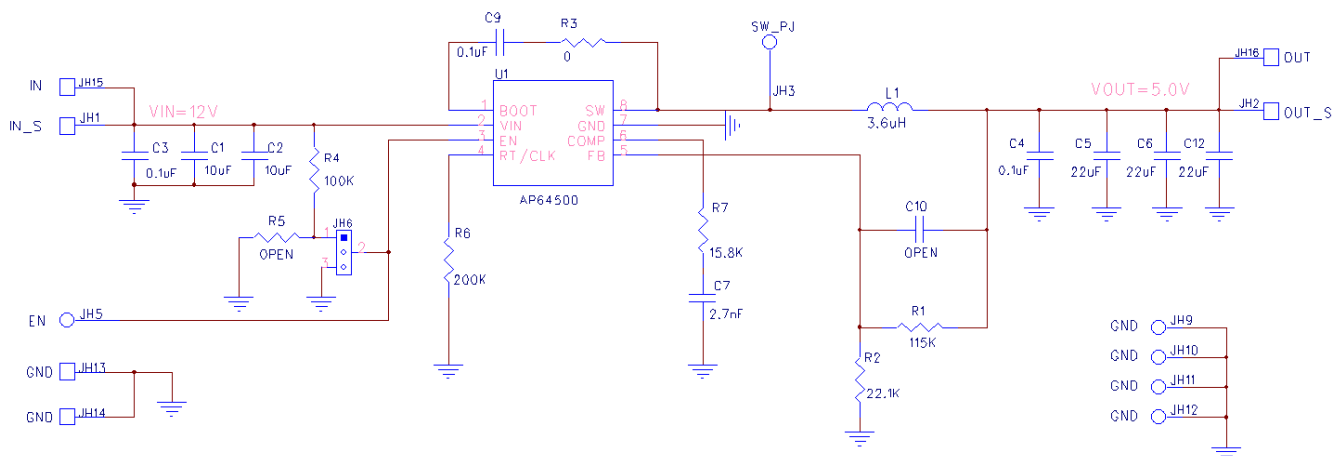 C9
0.1uF
R3
0
SW_PJ
U1
IN
JH15
VIN=12V
IN_S
JH1
1
BOOT
SW
8
2
VIN
GND
7
3
EN
COMP
6
4
RT/CLK
FB
5
AP64500
JH3
L1
3.6uH
VOUT=5.0V
JH16
OUT
JH2
OUT_S
C3
0.1uF
C1
10uF
C2
10uF
R4
100K
C4
0.1uF
C5
22uF
C6
22uF
C12
22uF
R5
OPEN
JH6
1
2
3
R6
200K
R7
15.8K
C7
2.7nF
C10
OPEN
R1
115K
R2
22.1K
EN
JH5
GND
JH13
GND
JH14
GND
JH9
GND
JH10
GND
JH11
GND
JH12